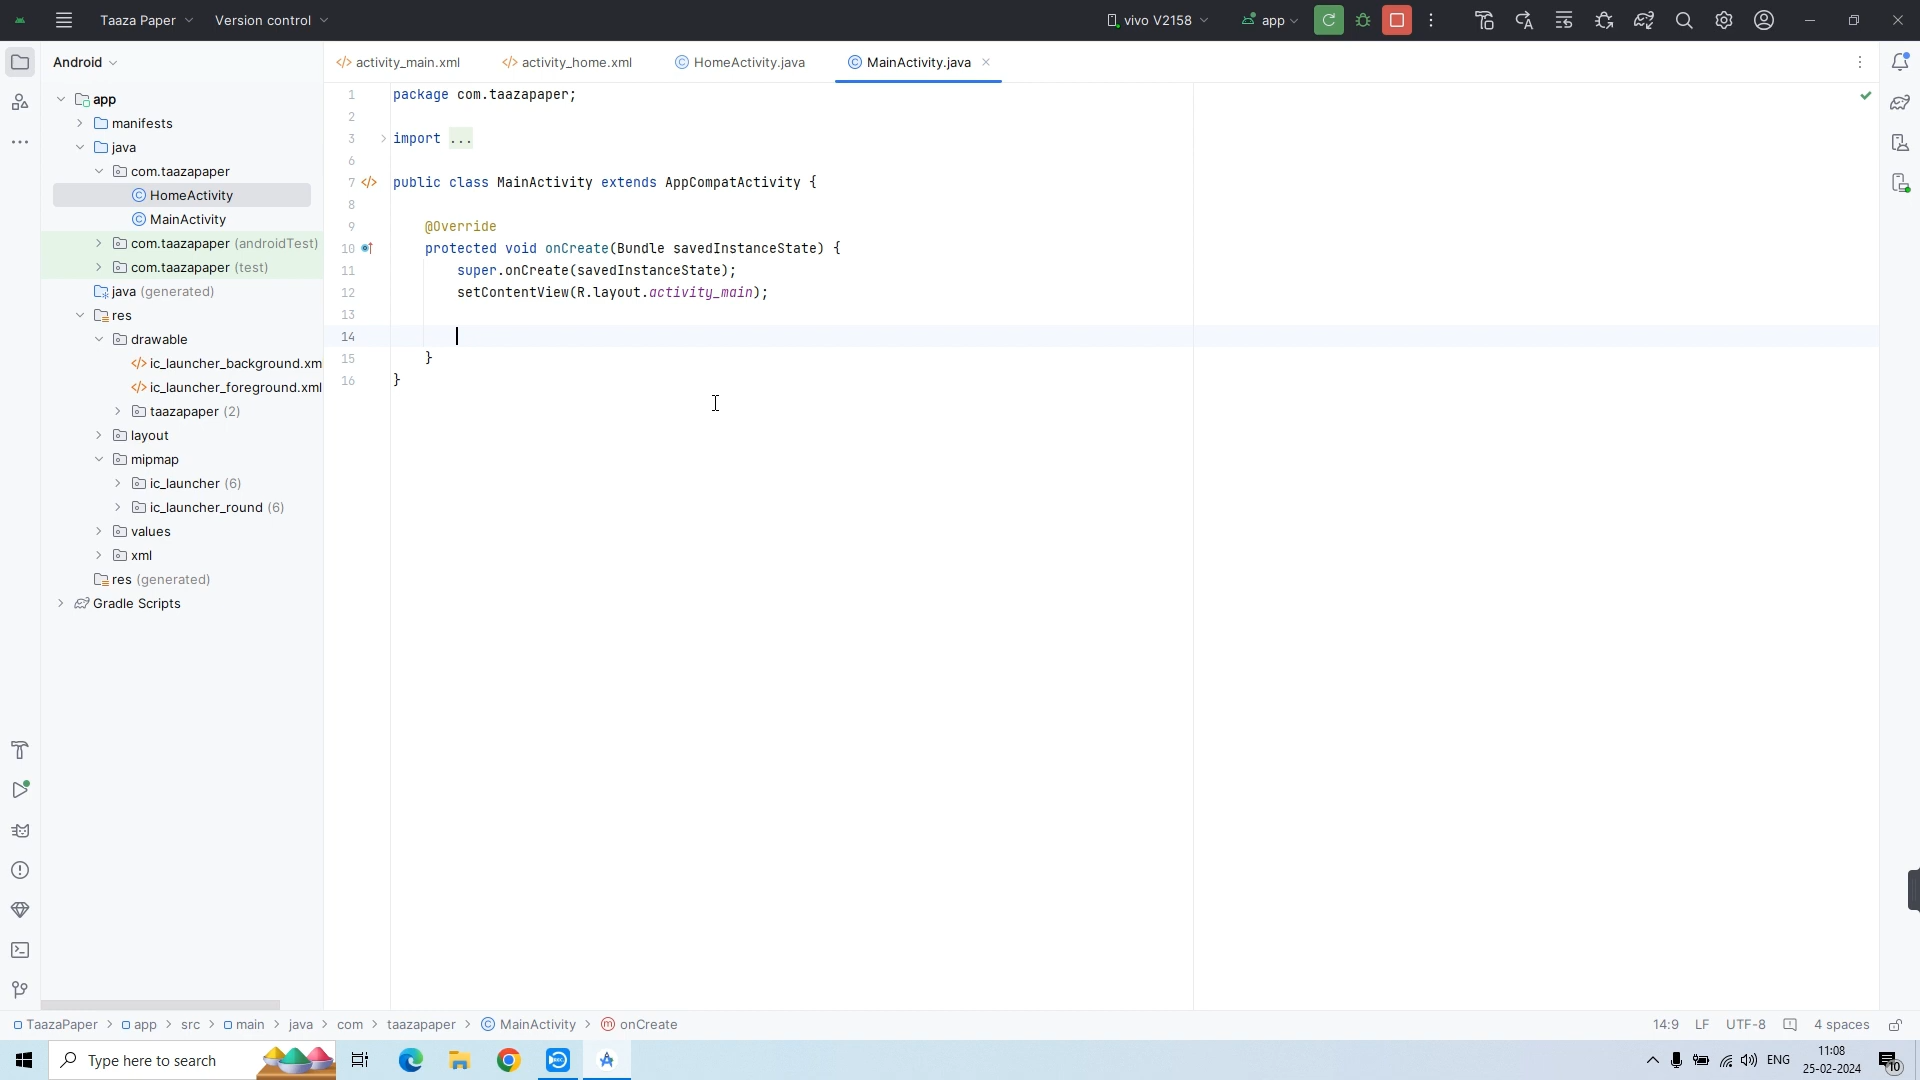 Taaza Paper
Version control
vivo V2158
app
Android
activity_main.xml
activity_home.xml
HomeActivity.java
MainActivity.java
app
manifests
java
com.taazapaper
HomeActivity
MainActivity
com.taazapaper (androidTest)
com.taazapaper (test)
java (generated)
res
drawable
ic_launcher_background.xm
ic_launcher_foreground.xml
taazapaper (2)
layout
mipmap
ic_launcher (6)
ic_launcher_round (6)
values
xml
res (generated)
Gradle Scripts
1 package com.taazapaper;
2
3 import ...
6
7 public class MainActivity extends AppCompatActivity {
8
9 @Override
10 protected void onCreate(Bundle savedInstanceState) {
11 super.onCreate(savedInstanceState);
12 setContentView(R.layout.activity_main);
13
14
15 }
16 }
TaazaPaper > app > src > main > java > com > taazapaper > MainActivity > onCreate
14:9 LF UTF-8 4 spaces
Type here to search
ENG
11:08
25-02-2024
10